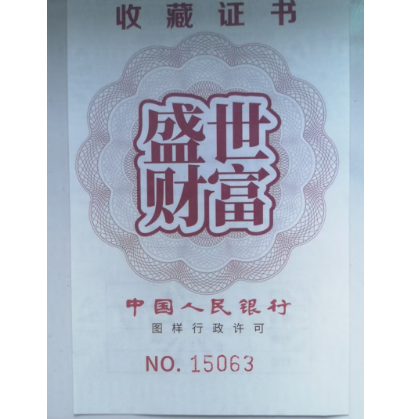 收藏证书
盛世
财富
中国人民银行
图样行政许可
NO. 15063